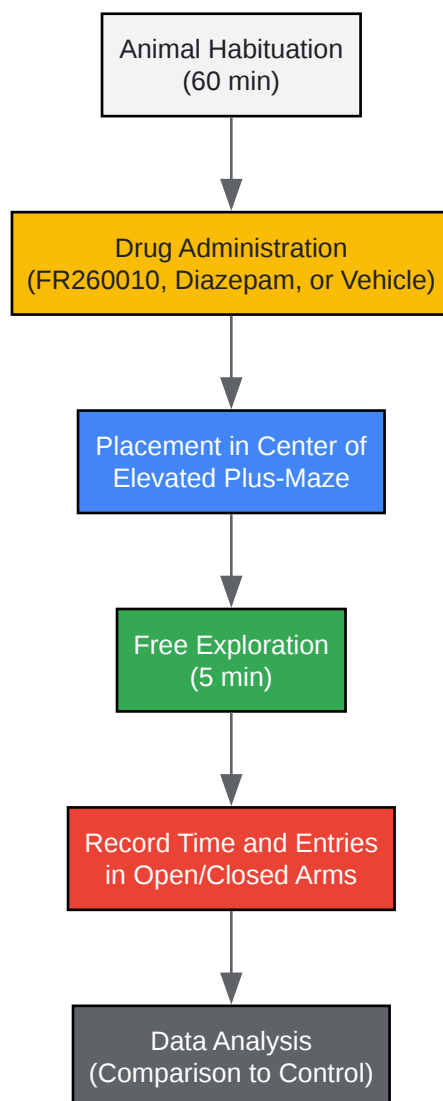 Animal Habituation
(60 min)
Drug Administration
(FR260010, Diazepam, or Vehicle)
Placement in Center of
Elevated Plus-Maze
Free Exploration
(5 min)
Record Time and Entries
in Open/Closed Arms
Data Analysis
(Comparison to Control)